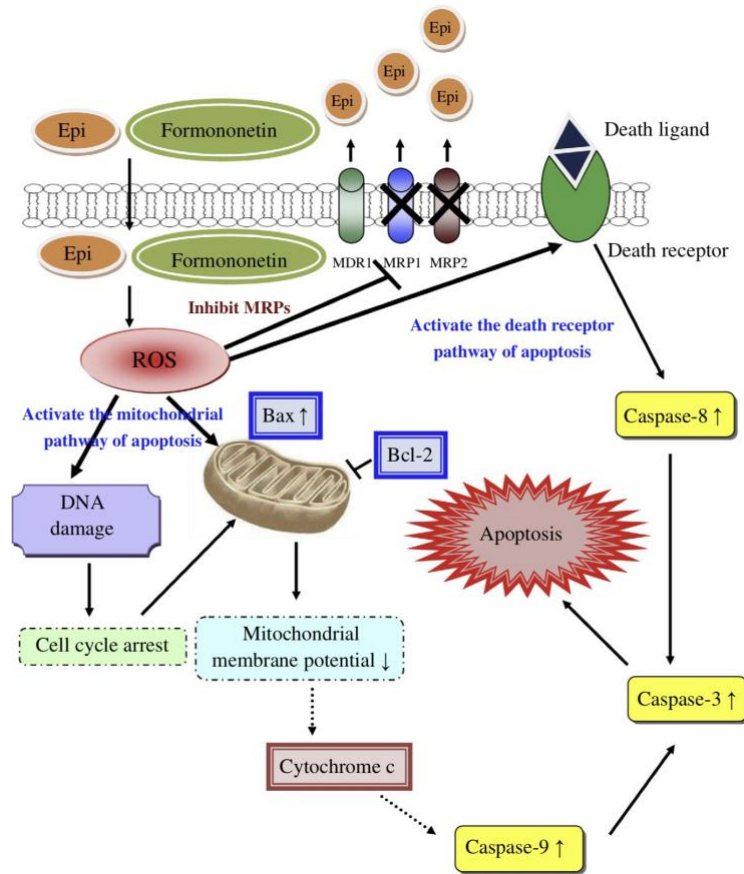 Epi
Epi
Epi
Epi
Epi
Formononetin
Death ligand
Epi
Formononetin
MDR1
MRP1
MRP2
Death receptor
Inhibit MRPs
Activate the death receptor
pathway of apoptosis
ROS
Activate the mitochondrial
pathway of apoptosis
Bax ↑
Bcl-2
Caspase-8 ↑
DNA
damage
Apoptosis
Cell cycle arrest
Mitochondrial
membrane potential ↓
Caspase-3 ↑
Cytochrome c
Caspase-9 ↑